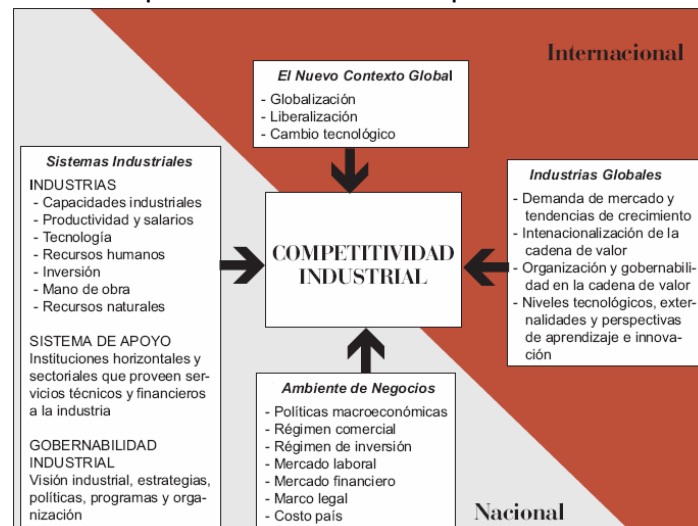 Internacional
El Nuevo Contexto Global
- Globalización
- Liberalización
- Cambio tecnológico
Sistemas Industriales
INDUSTRIAS
- Capacidades industriales
- Productividad y salarios
- Tecnología
- Recursos humanos
- Inversión
- Mano de obra
- Recursos naturales
SISTEMA DE APOYO
Instituciones horizontales y
sectoriales que proveen ser-
vicios técnicos y financieros
a la industria
GOBERNABILIDAD
INDUSTRIAL
Visión industrial, estrategias,
políticas, programas y orga-
nización
COMPETITIVIDAD
INDUSTRIAL
Industrias Globales
- Demanda de mercado y
tendencias de crecimiento
- Intenacionalización de la
cadena de valor
- Organización y gobernabili-
dad en la cadena de valor
- Niveles tecnológicos, exter-
nalidades y perspectivas
de aprendizaje e innova-
ción
Ambiente de Negocios
- Políticas macroeconómicas
- Régimen comercial
- Régimen de inversión
- Mercado laboral
- Mercado financiero
- Marco legal
- Costo país
Nacional